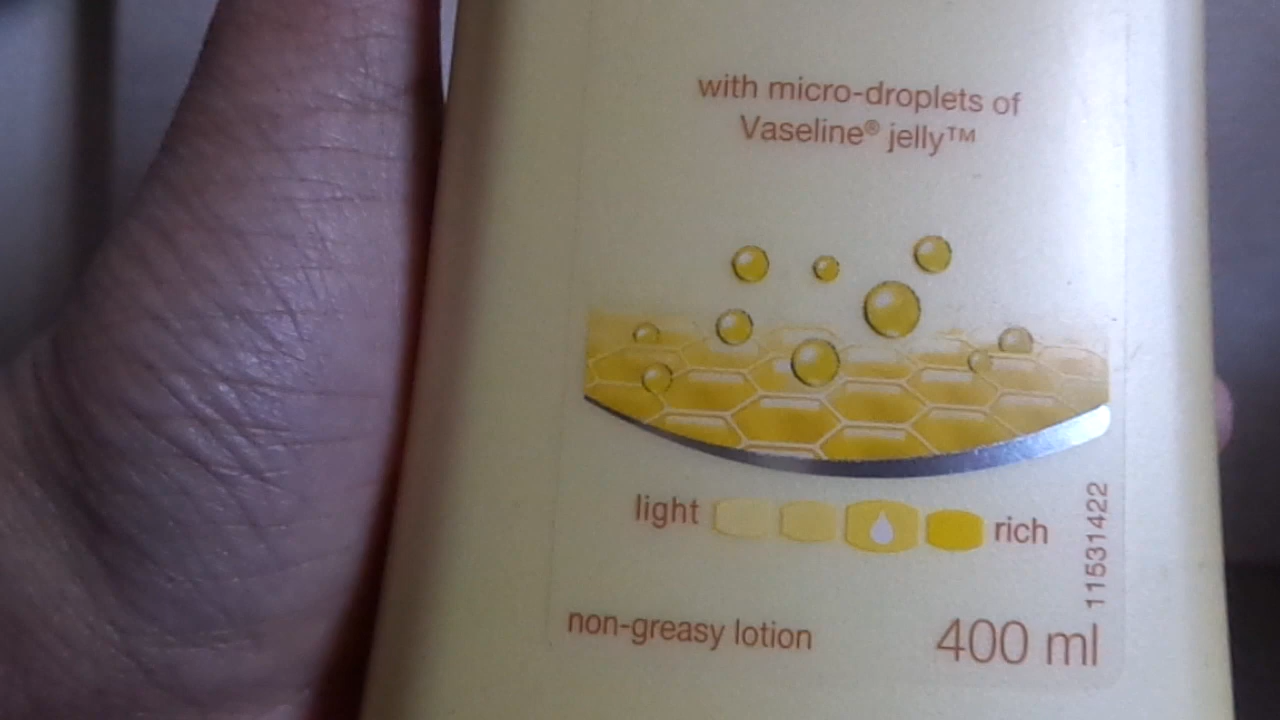 with micro-droplets of
Vaseline® jelly™
light rich
11531422
non-greasy lotion
400 ml